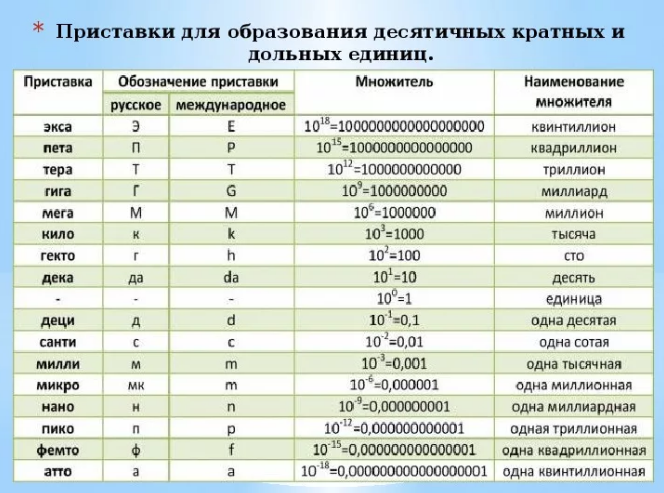 * Приставки для образования десятичных кратных и
дольных единиц.
Приставка Обозначение приставки Множитель Наименование
русское международное множителя
экса Э E 10¹⁸=1000000000000000000 квинтиллион
пета П P 10¹⁵=1000000000000000 квадриллион
тера Т T 10¹²=1000000000000 триллион
гига Г G 10⁹=1000000000 миллиард
мега М M 10⁶=1000000 миллион
кило к k 10³=1000 тысяча
гекто г h 10²=100 сто
дека да da 10¹=10 десять
- - - 10⁰=1 единица
деци д d 10⁻¹=0,1 одна десятая
санти с c 10⁻²=0,01 одна сотая
милли м m 10⁻³=0,001 одна тысячная
микро мк m 10⁻⁶=0,000001 одна миллионная
нано н n 10⁻⁹=0,000000001 одна миллиардная
пико п p 10⁻¹²=0,000000000001 одная триллионная
фемто ф f 10⁻¹⁵=0,000000000000001 одна квадриллионная
атто а a 10⁻¹⁸=0,000000000000000001 одна квинтиллионная